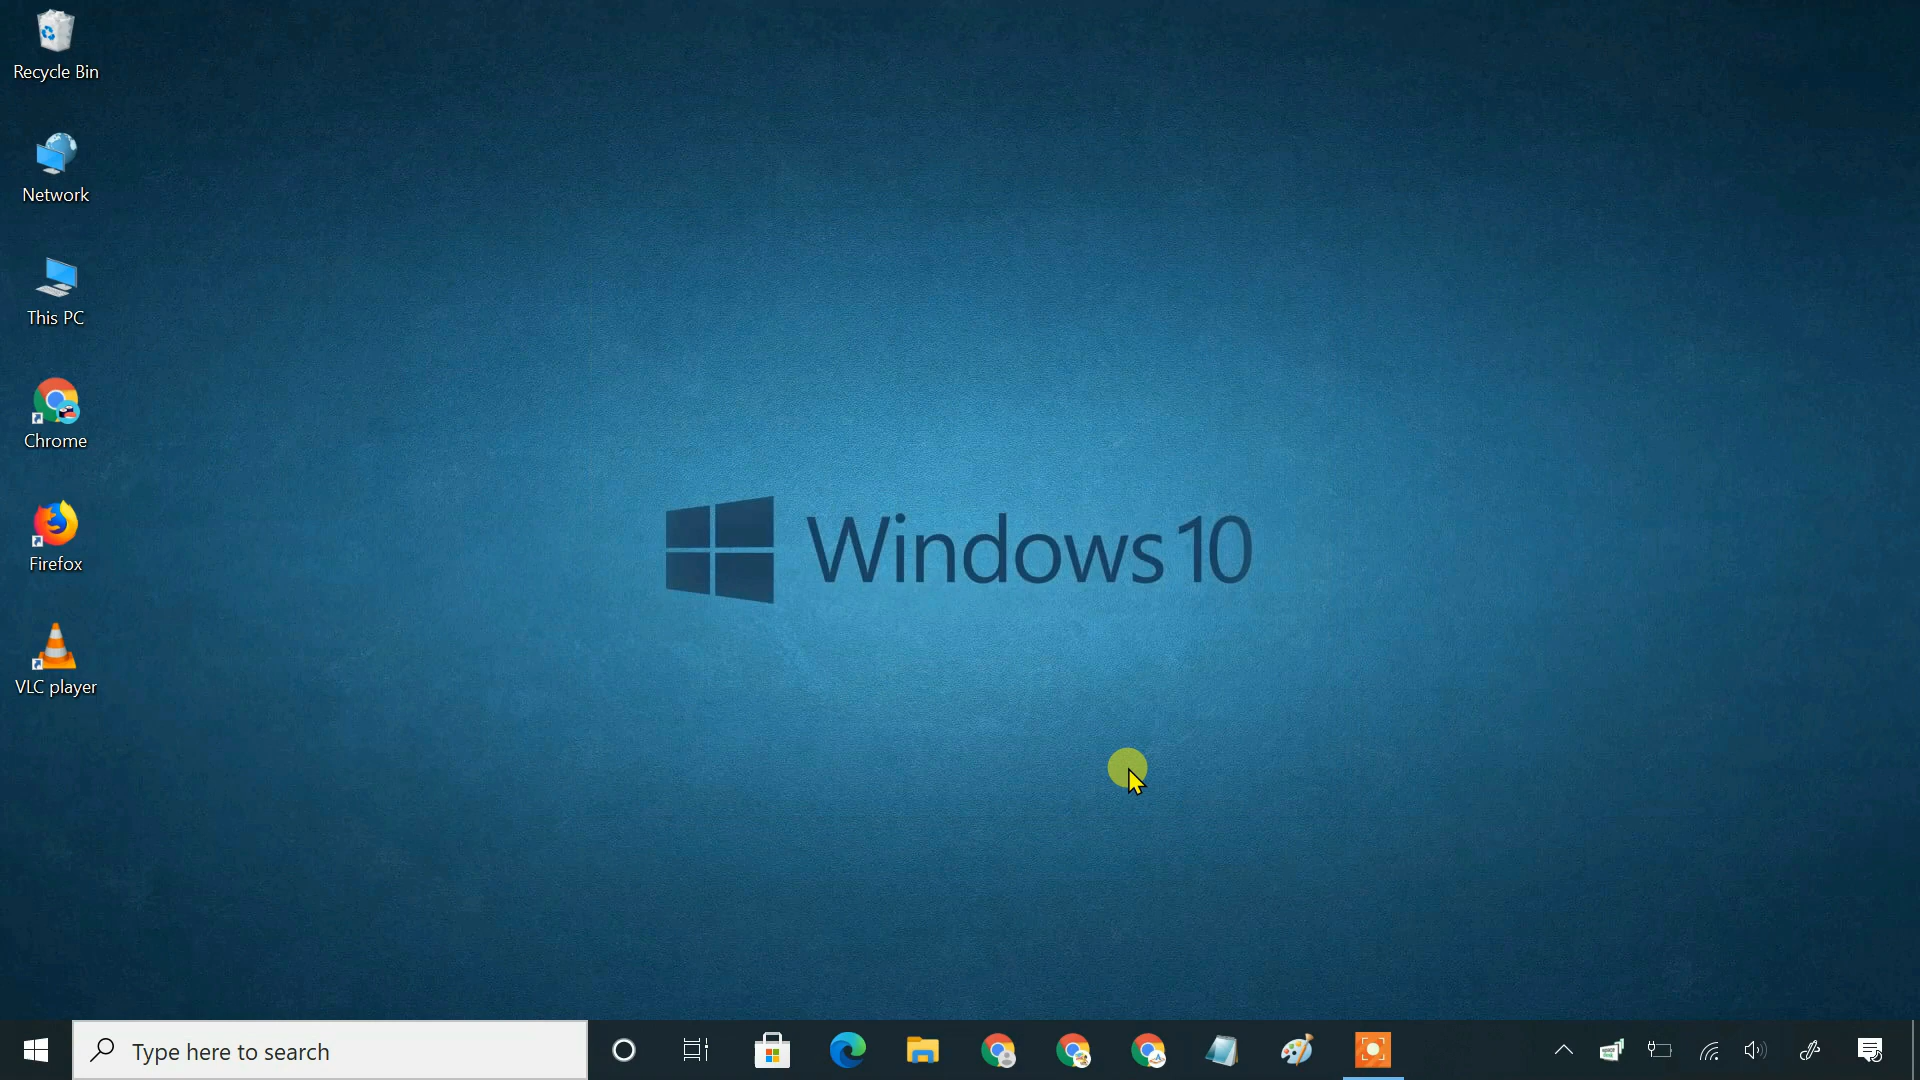 Recycle Bin
Network
This PC
Chrome
Firefox
VLC player
Windows 10
Type here to search